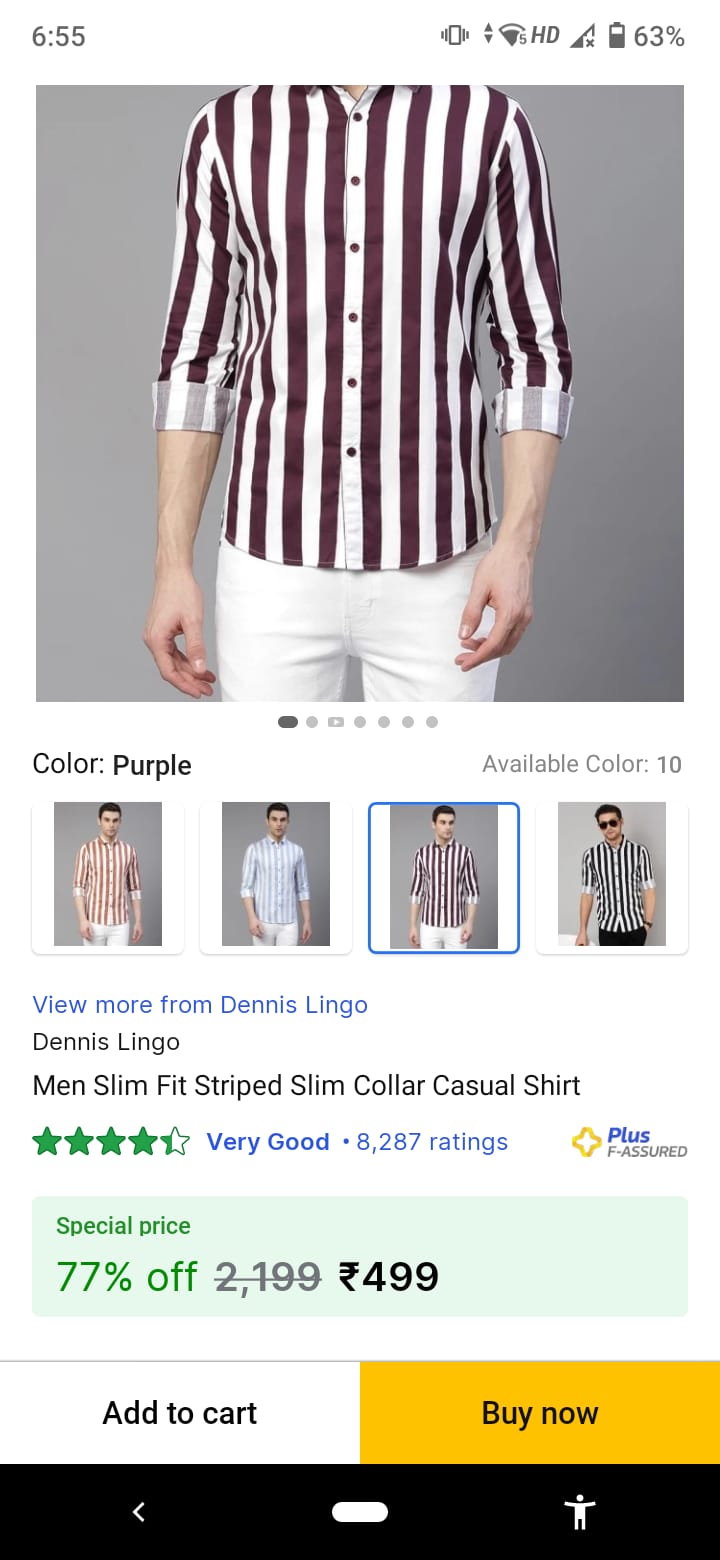 6:55 5 HD 63%
Color: Purple Available Color: 10
View more from Dennis Lingo
Dennis Lingo
Men Slim Fit Striped Slim Collar Casual Shirt
Very Good • 8,287 ratings Plus
F-ASSURED
Special price
77% off 2,199 ₹499
Add to cart Buy now